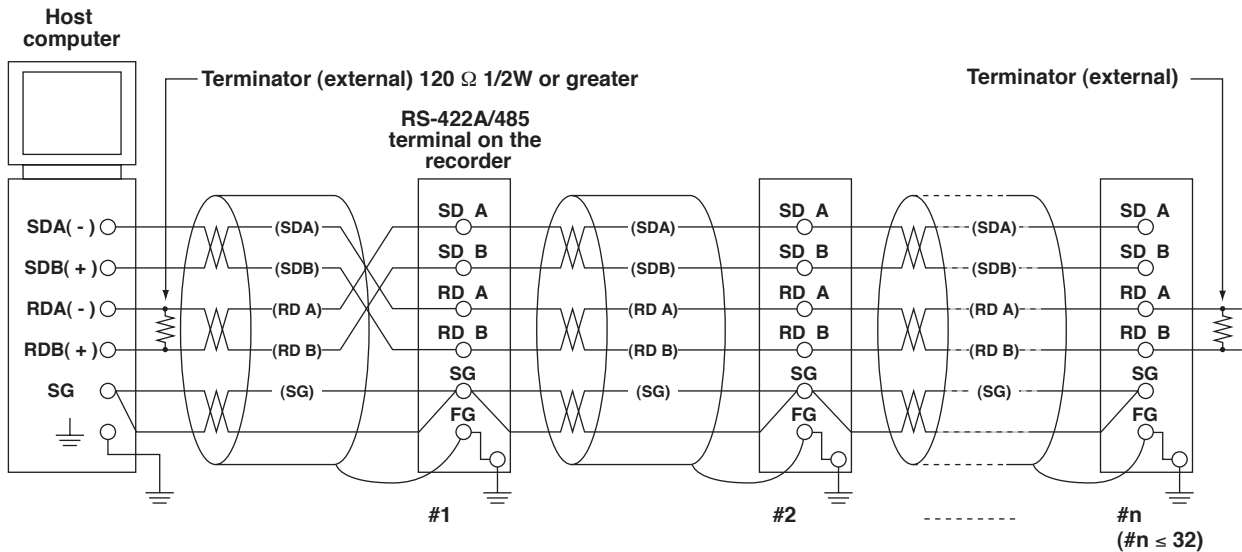 Host
computer
Terminator (external) 120 Ω 1/2W or greater
Terminator (external)
RS-422A/485
terminal on the
recorder
SDA( - )
SDB( + )
RDA( - )
RDB( + )
SG
(SDA)
(SDB)
(RD A)
(RD B)
(SG)
SD A
SD B
RD A
RD B
SG
FG
(SDA)
(SDB)
(RD A)
(RD B)
(SG)
SD A
SD B
RD A
RD B
SG
FG
(SDA)
(SDB)
(RD A)
(RD B)
(SG)
SD A
SD B
RD A
RD B
SG
FG
#1
#2
#n
(#n ≤ 32)